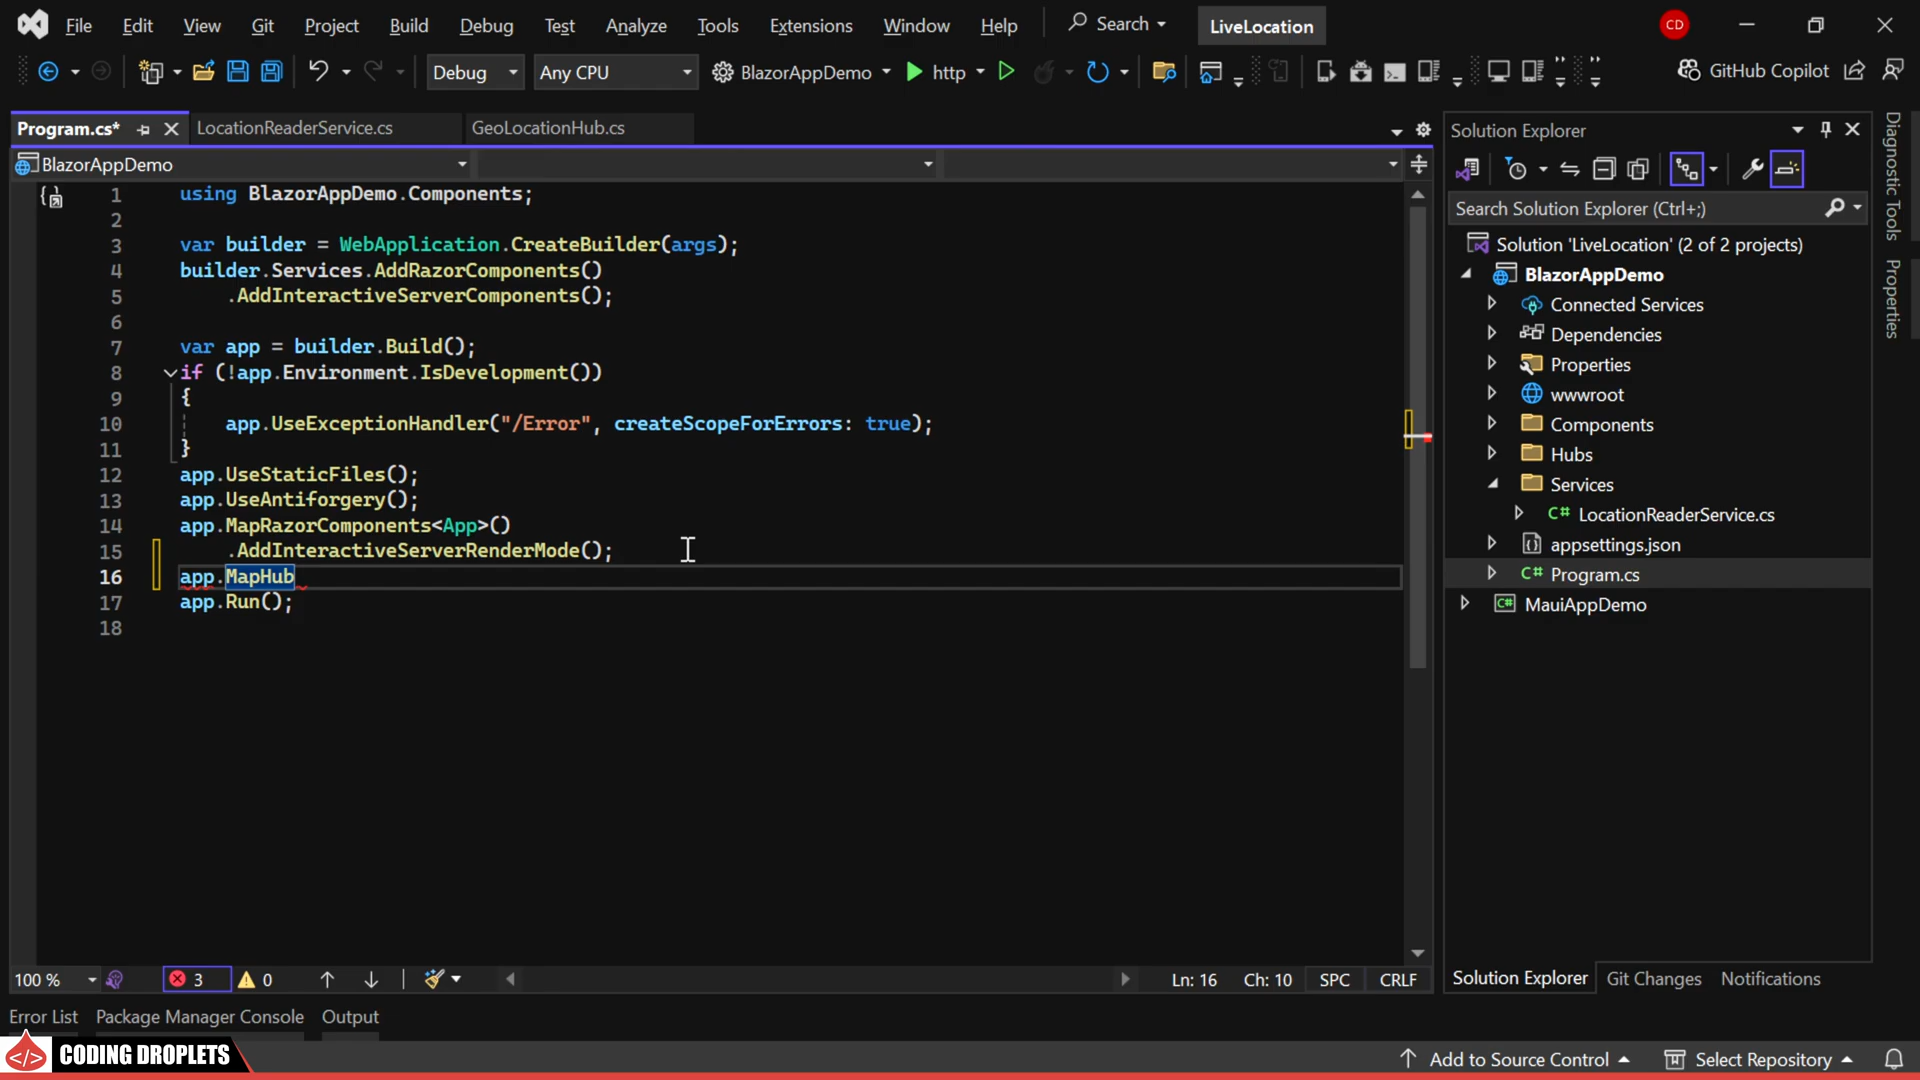 File Edit View Git Project Build Debug Test Analyze Tools Extensions Window Help Search LiveLocation CD
Debug Any CPU BlazorAppDemo http GitHub Copilot
Program.cs* LocationReaderService.cs GeoLocationHub.cs
BlazorAppDemo
1 using BlazorAppDemo.Components;
2
3 var builder = WebApplication.CreateBuilder(args);
4 builder.Services.AddRazorComponents()
5 .AddInteractiveServerComponents();
6
7 var app = builder.Build();
8 if (!app.Environment.IsDevelopment())
9 {
10 app.UseExceptionHandler("/Error", createScopeForErrors: true);
11 }
12 app.UseStaticFiles();
13 app.UseAntiforgery();
14 app.MapRazorComponents<App>()
15 .AddInteractiveServerRenderMode();
16 app.MapHub
17 app.Run();
18
100 % 3 0 Ln: 16 Ch: 10 SPC CRLF
Error List Package Manager Console Output
Solution Explorer
Search Solution Explorer (Ctrl+;)
Solution 'LiveLocation' (2 of 2 projects)
BlazorAppDemo
Connected Services
Dependencies
Properties
wwwroot
Components
Hubs
Services
C# LocationReaderService.cs
appsettings.json
C# Program.cs
C# MauiAppDemo
Solution Explorer Git Changes Notifications
Diagnostic Tools
Properties
</> CODING DROPLETS
Add to Source Control Select Repository